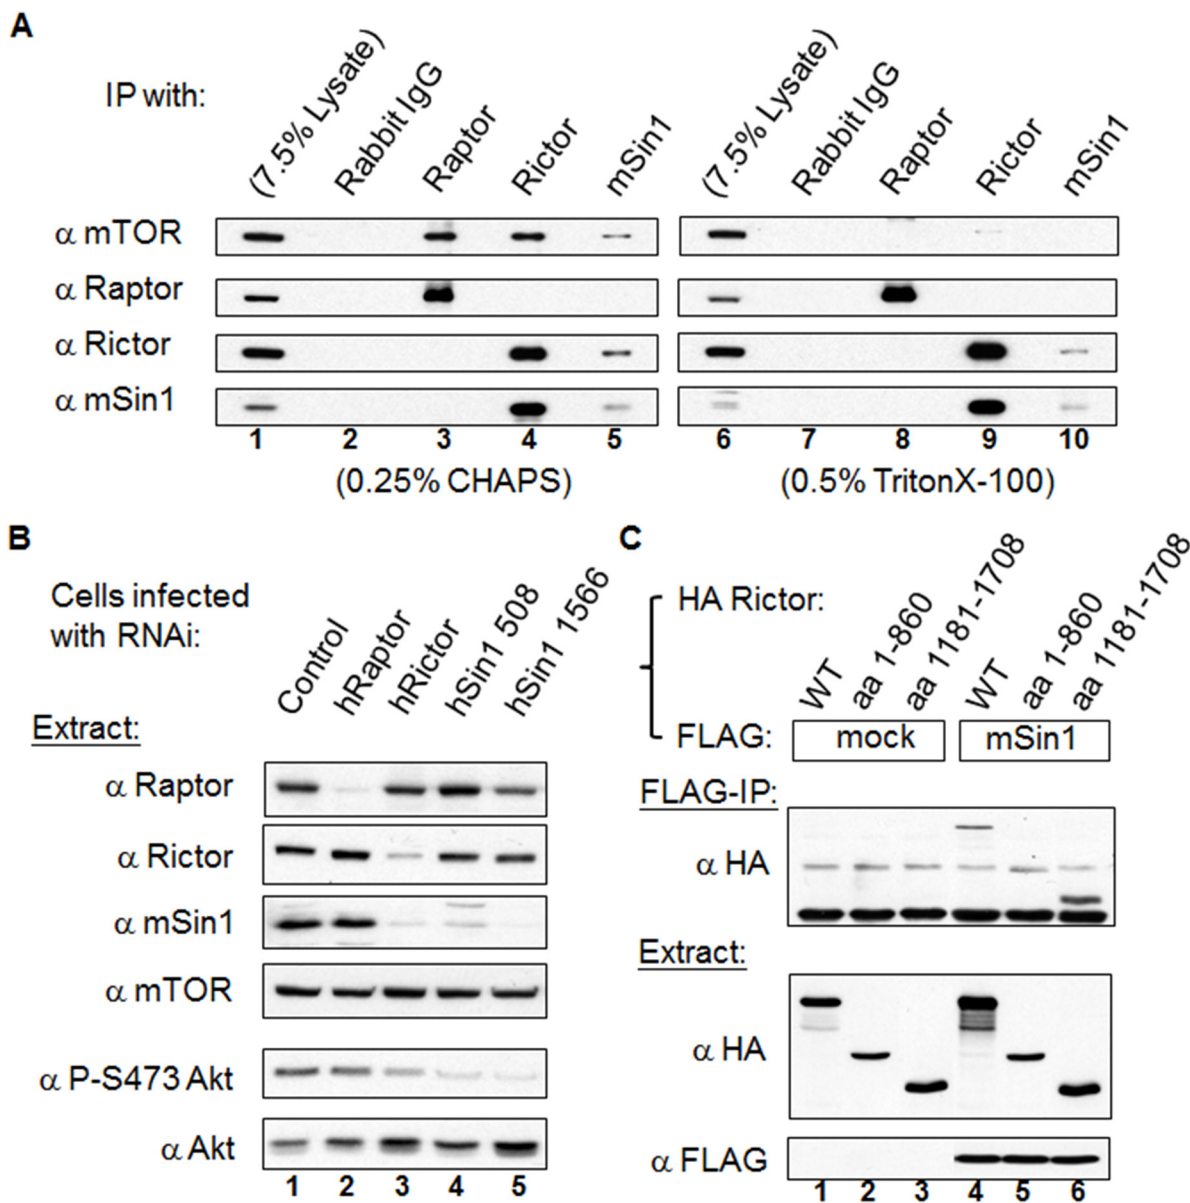 A
IP with:
(7.5% Lysate)
Rabbit IgG
Raptor
Rictor
mSin1
(7.5% Lysate)
Rabbit IgG
Raptor
Rictor
mSin1
α mTOR
α Raptor
α Rictor
α mSin1
1 2 3 4 5 6 7 8 9 10
(0.25% CHAPS) (0.5% TritonX-100)
B
Cells infected
with RNAi:
Control
hRaptor
hRictor
hSin1 508
hSin1 1566
Extract:
α Raptor
α Rictor
α mSin1
α mTOR
α P-S473 Akt
α Akt
1 2 3 4 5
C
HA Rictor:
WT
aa 1-860
aa 1181-1708
WT
aa 1-860
aa 1181-1708
FLAG: mock mSin1
FLAG-IP:
α HA
Extract:
α HA
α FLAG
1 2 3 4 5 6